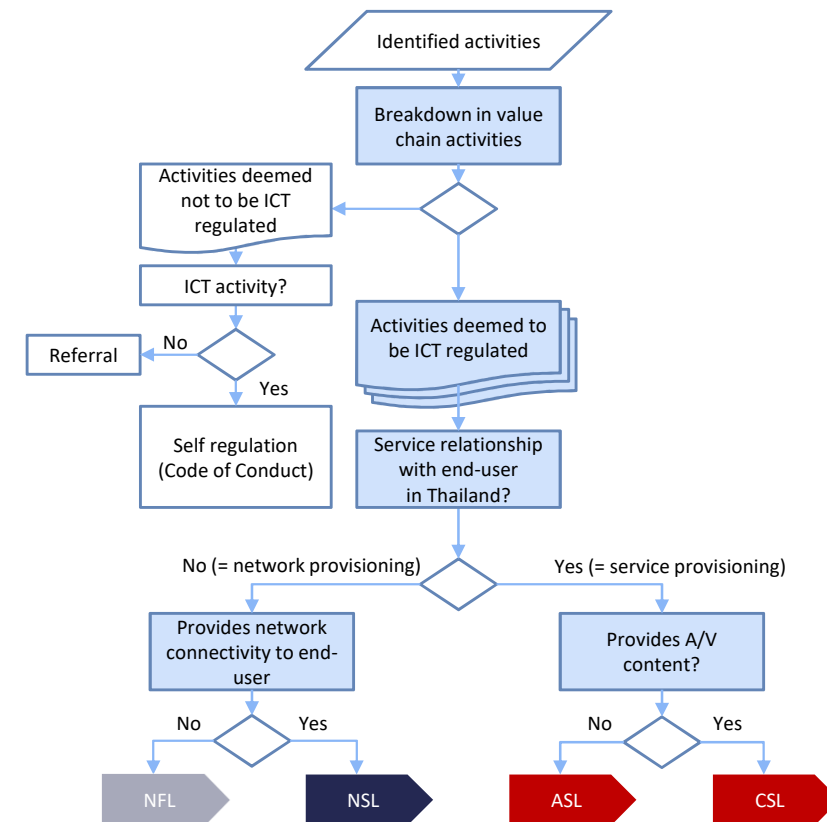 Identified activities
Breakdown in value
chain activities
Activities deemed
not to be ICT
regulated
ICT activity?
Activities deemed to
be ICT regulated
No
Referral
Yes
Self regulation
(Code of Conduct)
Service relationship
with end-user
in Thailand?
No (= network provisioning)
Yes (= service provisioning)
Provides network
connectivity to end-
user
Provides A/V
content?
No
Yes
No
Yes
NFL
NSL
ASL
CSL